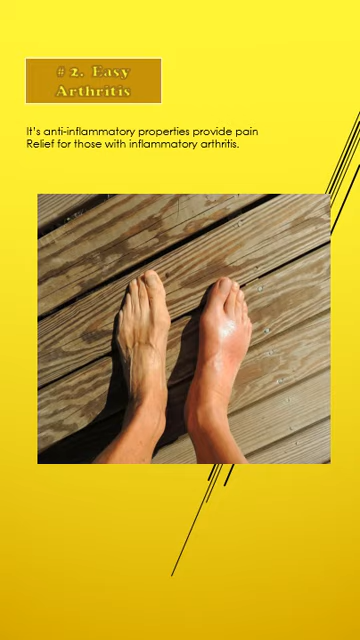 #2. Easy
Arthritis
It's anti-inflammatory properties provide pain
Relief for those with inflammatory arthritis.